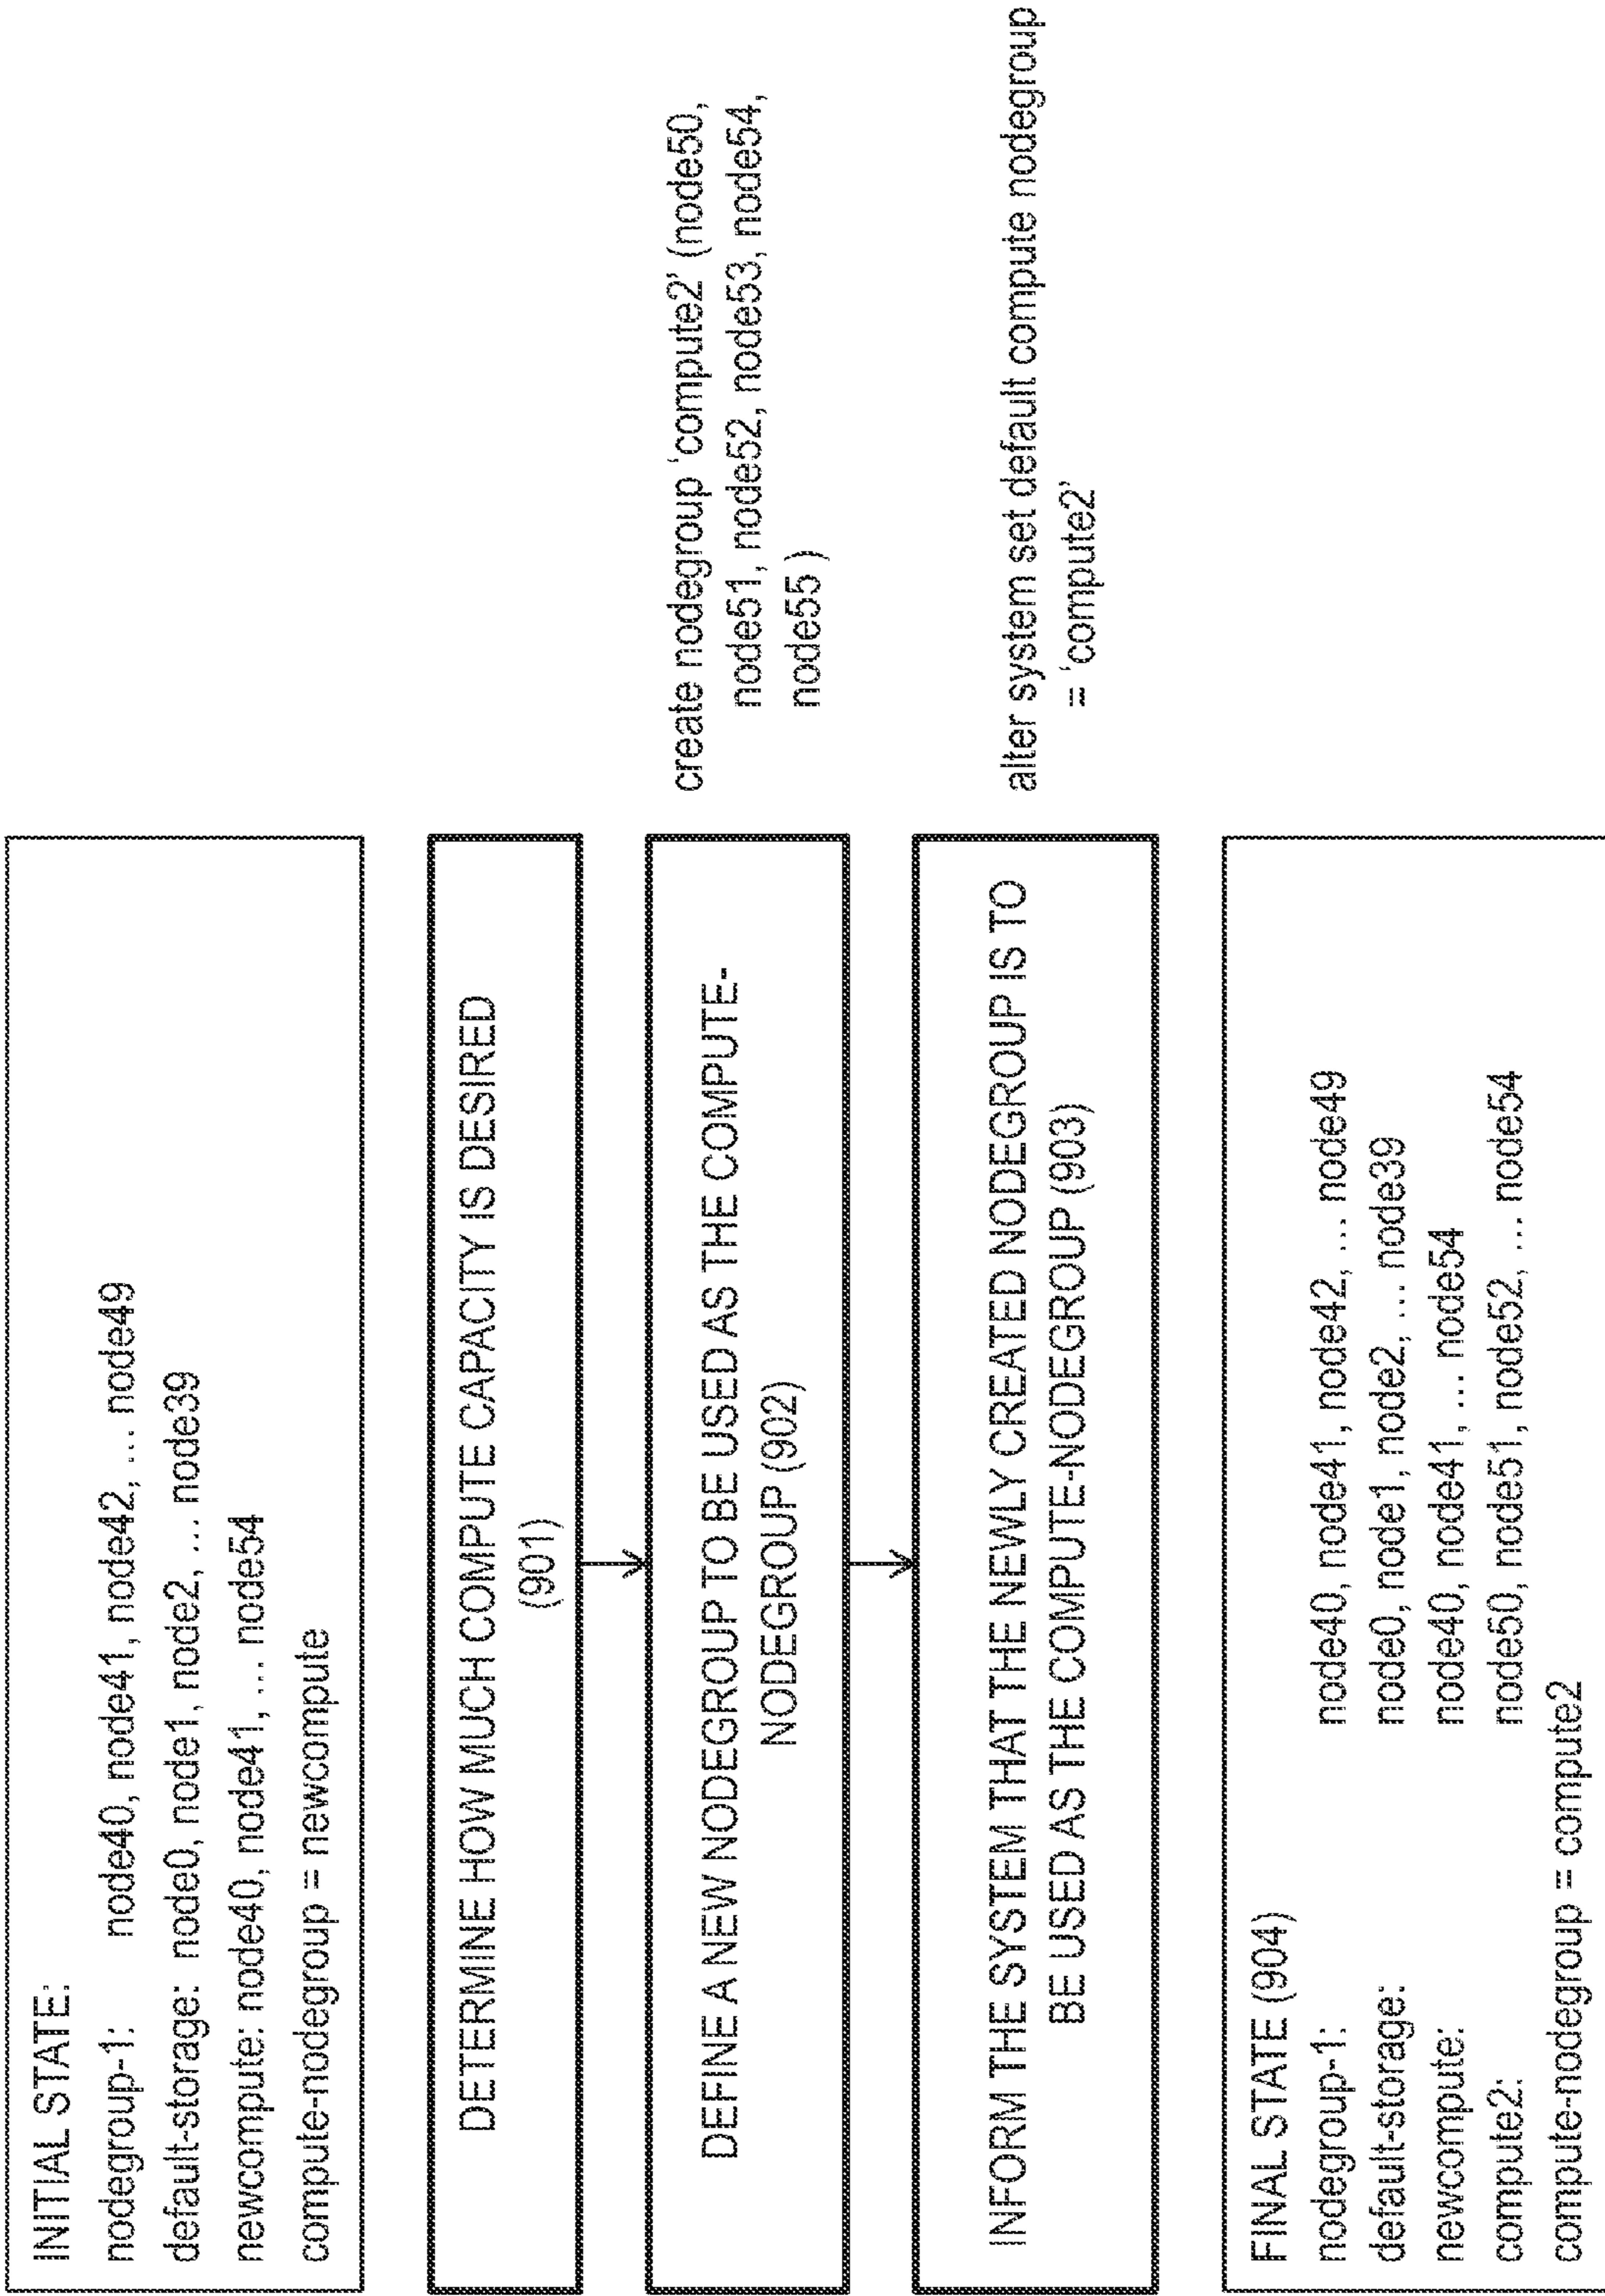 INITIAL STATE:
nodegroup-1: node40, node41, node42, ... node49
default-storage: node0, node1, node2, ... node39
newcompute: node40, node41, ... node54
compute-nodegroup = newcompute
DETERMINE HOW MUCH COMPUTE CAPACITY IS DESIRED
(901)
DEFINE A NEW NODEGROUP TO BE USED AS THE COMPUTE-
NODEGROUP (902)
create nodegroup ‘compute2’ (node50,
node51, node52, node53, node54,
node55 )
INFORM THE SYSTEM THAT THE NEWLY CREATED NODEGROUP IS TO
BE USED AS THE COMPUTE-NODEGROUP (903)
alter system set default compute nodegroup
= ‘compute2’
FINAL STATE (904)
nodegroup-1: node40, node41, node42, ... node49
default-storage: node0, node1, node2, ... node39
newcompute: node40, node41, ... node54
compute2: node50, node51, node52, ... node54
compute-nodegroup = compute2